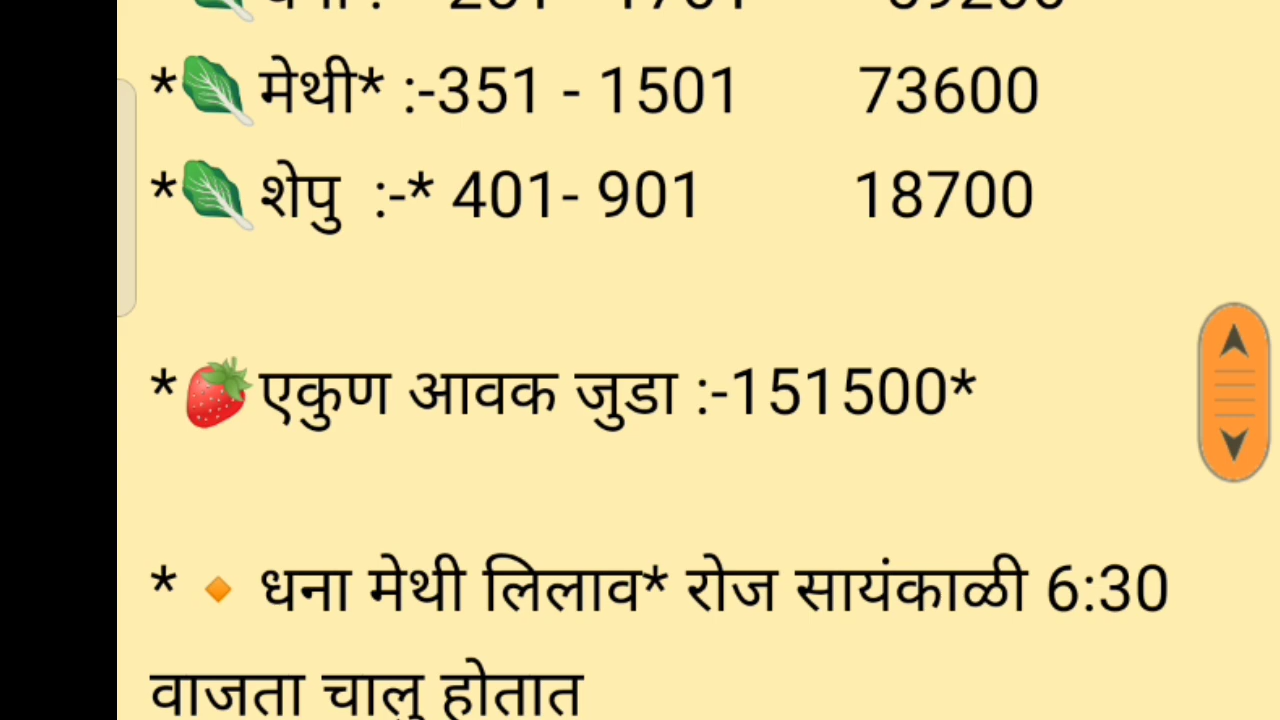 *🥬मेथी* :-351 - 1501 73600
*🥬शेपु :-* 401- 901 18700
*🍓एकुण आवक जुडा :-151500*
*🔸धना मेथी लिलाव* रोज सायंकाळी 6:30
वाजता चालु होतात